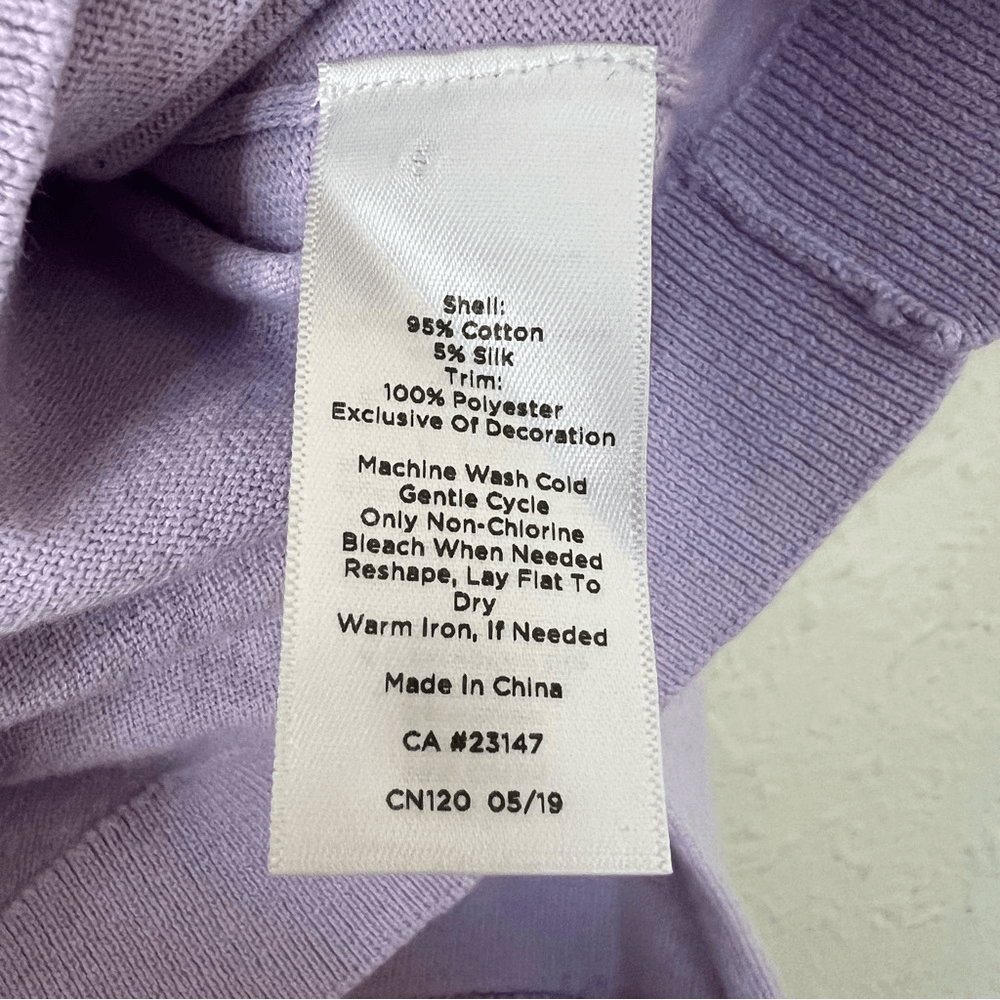 Shell:
95% Cotton
5% Silk
Trim:
100% Polyester
Exclusive Of Decoration
Machine Wash Cold
Gentle Cycle
Only Non-Chlorine
Bleach When Needed
Reshape, Lay Flat To
Dry
Warm Iron, If Needed
Made In China
CA #23147
CN120 05/19